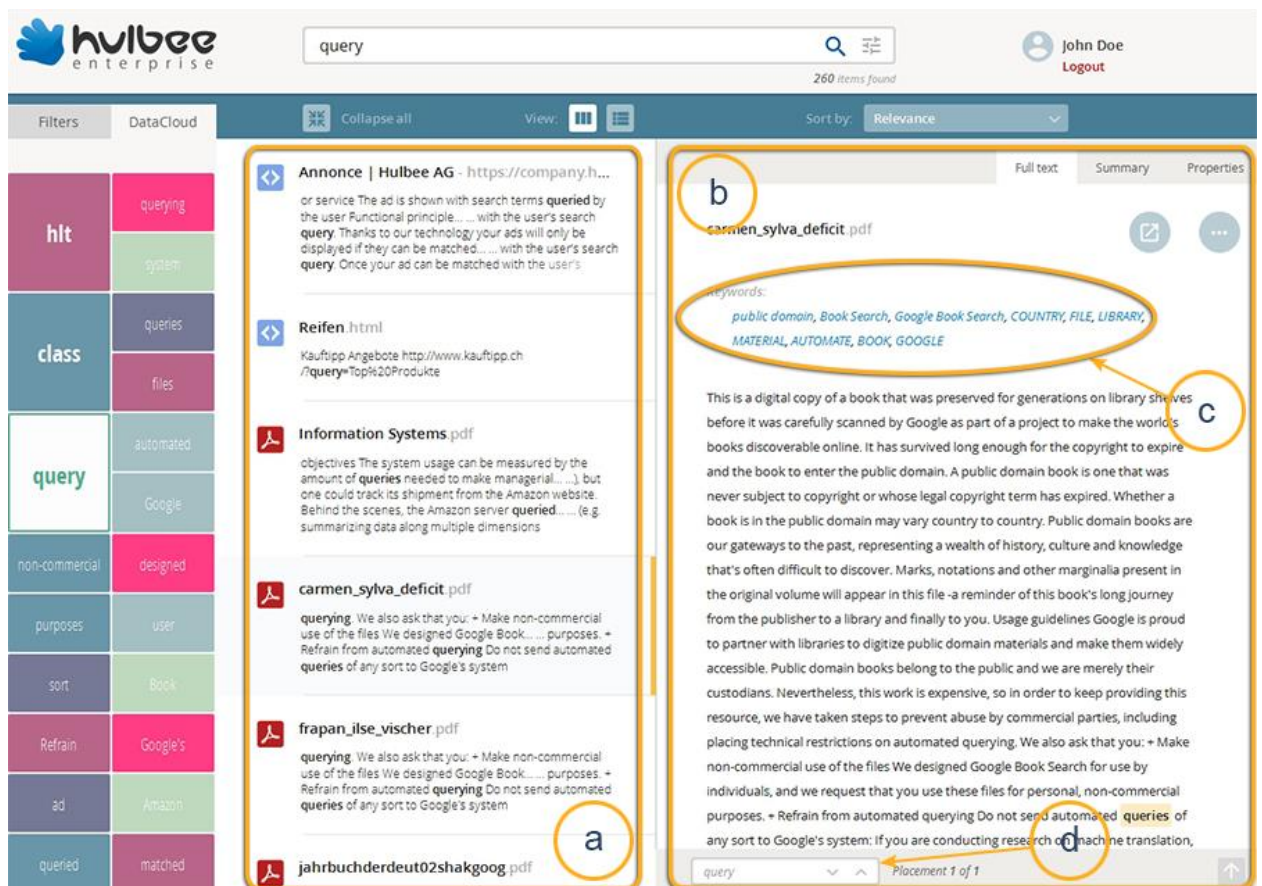 hulbee
enterprise
query
260 items found
John Doe
Logout
Filters
DataCloud
Collapse all
View:
Sort by:
Relevance
hlt
querying
system
class
queries
files
query
automated
Google
non-commercial
designed
purposes
user
sort
Book
Refrain
Google's
ad
Amazon
queried
matched
Annonce | Hulbee AG - https://company.h...
or service The ad is shown with search terms queried by
the user Functional principle... ... with the user's search
query. Thanks to our technology your ads will only be
displayed if they can be matched... ... with the user's search
query. Once your ad can be matched with the user's
Reifen.html
Kauftipp Angebote http://www.kauftipp.ch
/?query=Top%20Produkte
Information Systems.pdf
objectives The system usage can be measured by the
amount of queries needed to make managerial... ...), but
one could track its shipment from the Amazon website.
Behind the scenes, the Amazon server queried... ... (e.g.
summarizing data along multiple dimensions
carmen_sylva_deficit.pdf
querying. We also ask that you: + Make non-commercial
use of the files We designed Google Book... ... purposes. +
Refrain from automated querying Do not send automated
queries of any sort to Google's system
frapan_ilse_vischer.pdf
querying. We also ask that you: + Make non-commercial
use of the files We designed Google Book... ... purposes. +
Refrain from automated querying Do not send automated
queries of any sort to Google's system
a
jahrbuchderdeut02shakgoog.pdf
Full text
Summary
Properties
b
carmen_sylva_deficit.pdf
Keywords:
public domain, Book Search, Google Book Search, COUNTRY, FILE, LIBRARY,
MATERIAL, AUTOMATE, BOOK, GOOGLE
c
This is a digital copy of a book that was preserved for generations on library shelves
before it was carefully scanned by Google as part of a project to make the world's
books discoverable online. It has survived long enough for the copyright to expire
and the book to enter the public domain. A public domain book is one that was
never subject to copyright or whose legal copyright term has expired. Whether a
book is in the public domain may vary country to country. Public domain books are
our gateways to the past, representing a wealth of history, culture and knowledge
that's often difficult to discover. Marks, notations and other marginalia present in
the original volume will appear in this file -a reminder of this book's long journey
from the publisher to a library and finally to you. Usage guidelines Google is proud
to partner with libraries to digitize public domain materials and make them widely
accessible. Public domain books belong to the public and we are merely their
custodians. Nevertheless, this work is expensive, so in order to keep providing this
resource, we have taken steps to prevent abuse by commercial parties, including
placing technical restrictions on automated querying. We also ask that you: + Make
non-commercial use of the files We designed Google Book Search for use by
individuals, and we request that you use these files for personal, non-commercial
purposes. + Refrain from automated querying Do not send automated queries of
any sort to Google's system: If you are conducting research on machine translation,
d
query
Placement 1 of 1